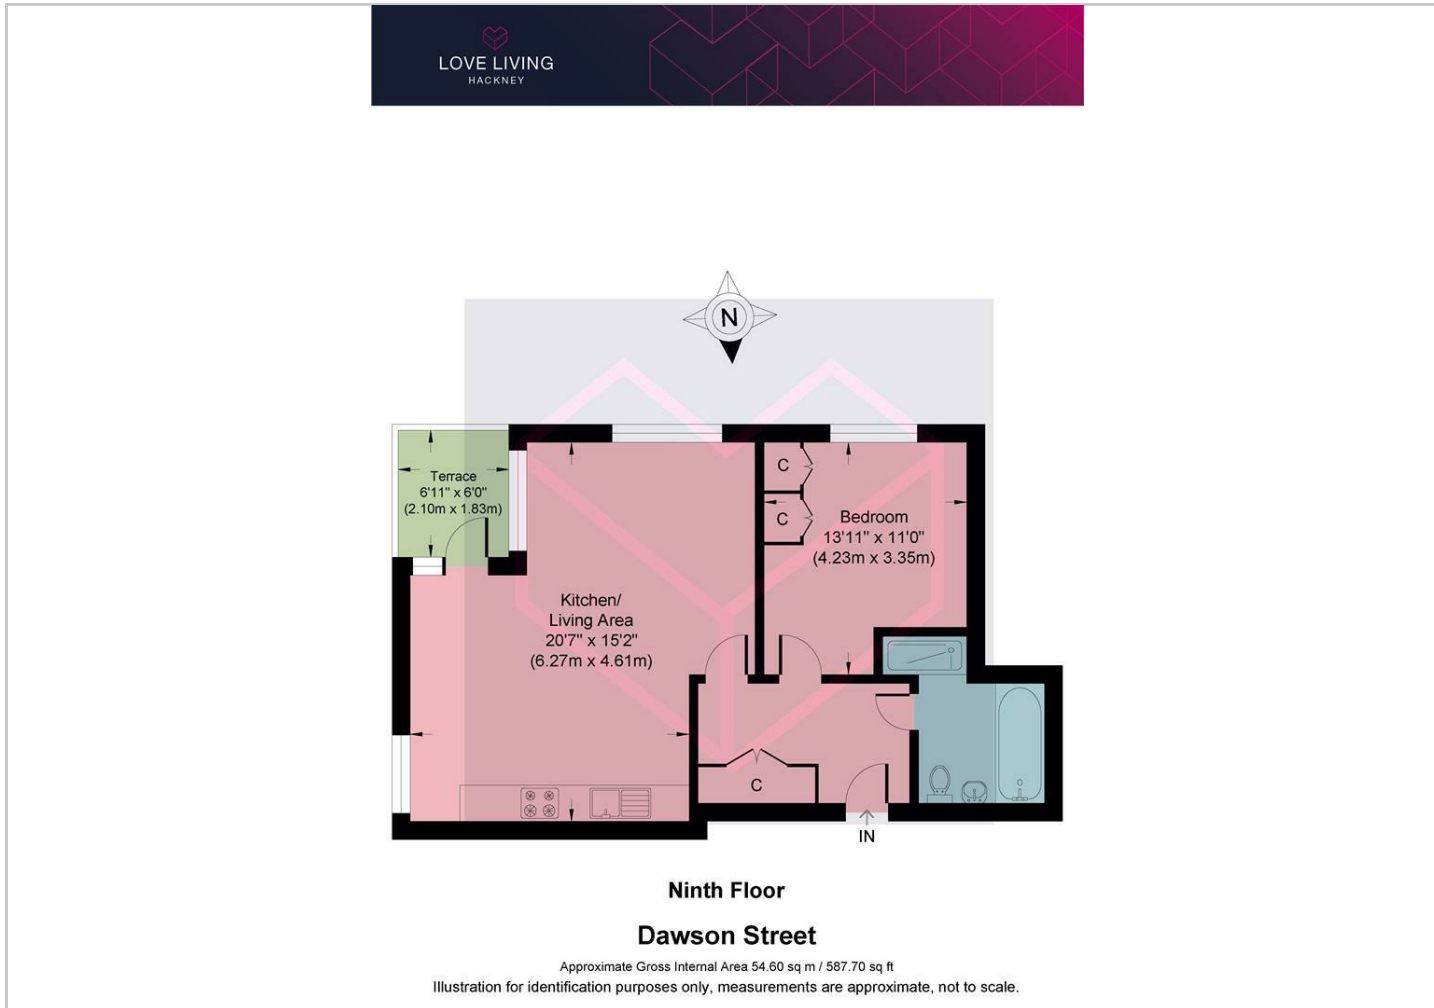 LOVE LIVING
HACKNEY
N
Terrace
6'11" x 6'0"
(2.10m x 1.83m)
C
C
Bedroom
13'11" x 11'0"
(4.23m x 3.35m)
Kitchen/
Living Area
20'7" x 15'2"
(6.27m x 4.61m)
C
IN
Ninth Floor
Dawson Street
Approximate Gross Internal Area 54.60 sq m / 587.70 sq ft
Illustration for identification purposes only, measurements are approximate, not to scale.